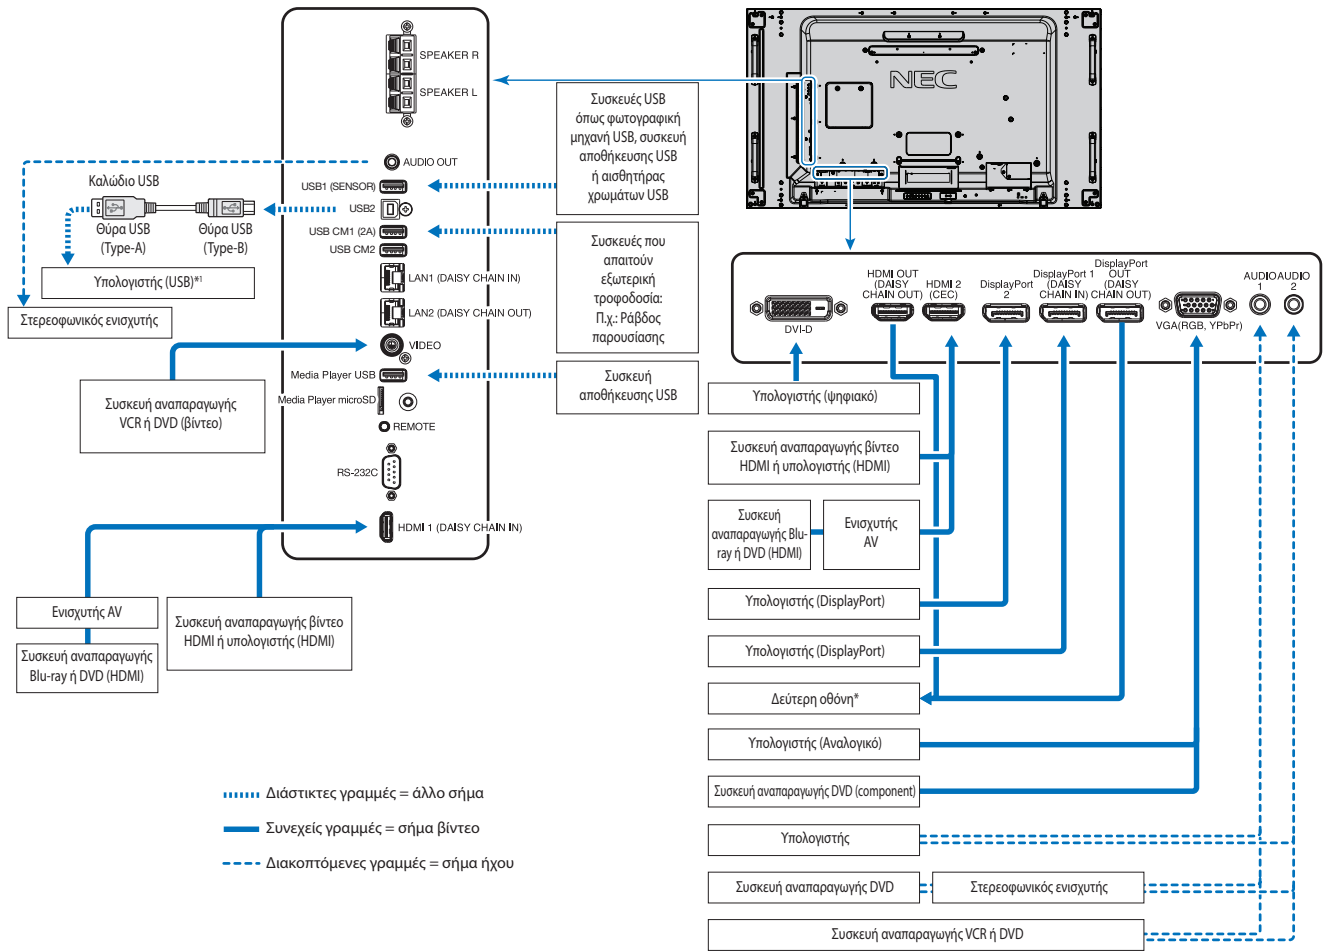 SPEAKER R
SPEAKER L
AUDIO OUT
USB1 (SENSOR)
USB2
USB CM1 (2A)
USB CM2
LAN1 (DAISY CHAIN IN)
LAN2 (DAISY CHAIN OUT)
VIDEO
Media Player USB
Media Player microSD
REMOTE
RS-232C
HDMI 1 (DAISY CHAIN IN)
Καλώδιο USB
Θύρα USB
(Type-A)
Θύρα USB
(Type-B)
Υπολογιστής (USB)*¹
Στερεοφωνικός ενισχυτής
Συσκευή αναπαραγωγής
VCR ή DVD (βίντεο)
Ενισχυτής AV
Συσκευή αναπαραγωγής
Blu-ray ή DVD (HDMI)
Συσκευή αναπαραγωγής βίντεο
HDMI ή υπολογιστής (HDMI)
Συσκευές USB
όπως φωτογραφική
μηχανή USB, συσκευή
αποθήκευσης USB
ή αισθητήρας
χρωμάτων USB
Συσκευές που
απαιτούν
εξωτερική
τροφοδοσία:
Π.χ.: Ράβδος
παρουσίασης
Συσκευή
αποθήκευσης USB
NEC
DVI-D
HDMI OUT
(DAISY
CHAIN OUT)
HDMI 2
(CEC)
DisplayPort
2
DisplayPort 1
(DAISY
CHAIN IN)
DisplayPort
OUT
(DAISY
CHAIN OUT)
VGA(RGB, YPbPr)
AUDIO
1
AUDIO
2
Υπολογιστής (ψηφιακό)
Συσκευή αναπαραγωγής βίντεο
HDMI ή υπολογιστής (HDMI)
Συσκευή
αναπαραγωγής Blu-
ray ή DVD (HDMI)
Ενισχυτής
AV
Υπολογιστής (DisplayPort)
Υπολογιστής (DisplayPort)
Δεύτερη οθόνη*
Υπολογιστής (Αναλογικό)
Συσκευή αναπαραγωγής DVD (component)
Υπολογιστής
Συσκευή αναπαραγωγής DVD
Στερεοφωνικός ενισχυτής
Συσκευή αναπαραγωγής VCR ή DVD
Διάστικτες γραμμές = άλλο σήμα
Συνεχείς γραμμές = σήμα βίντεο
Διακοπτόμενες γραμμές = σήμα ήχου